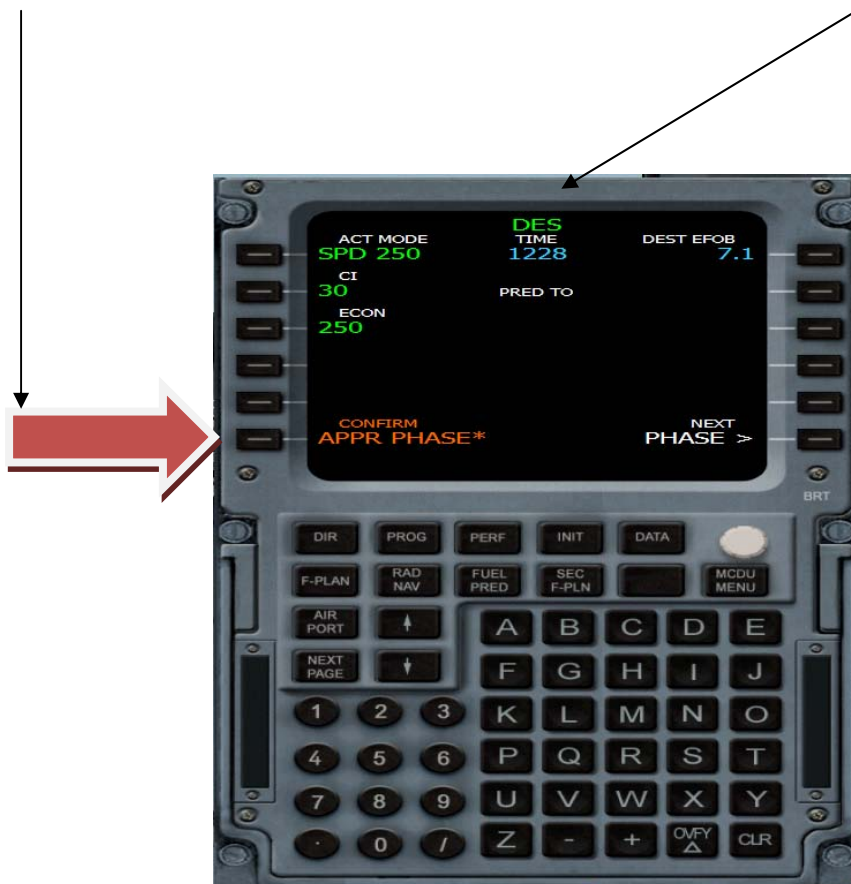 DES
ACT MODE TIME DEST EFOB
SPD 250 1228 7.1
CI
30 PRED TO
ECON
250
CONFIRM NEXT
APPR PHASE* PHASE >
BRT
DIR PROG PERF INIT DATA
F-PLAN RAD NAV FUEL PRED SEC F-PLN MCDU MENU
AIR PORT
NEXT PAGE
A B C D E
F G H I J
1 2 3 K L M N O
4 5 6 P Q R S T
7 8 9 U V W X Y
. 0 / Z - + OVFY CLR